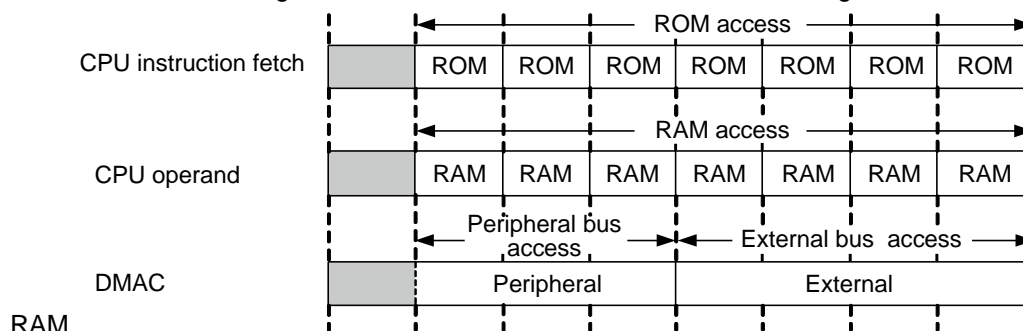 ROM access
CPU instruction fetch ROM ROM ROM ROM ROM ROM ROM
RAM access
CPU operand RAM RAM RAM RAM RAM RAM RAM
Peripheral bus
access
External bus access
DMAC Peripheral External
RAM